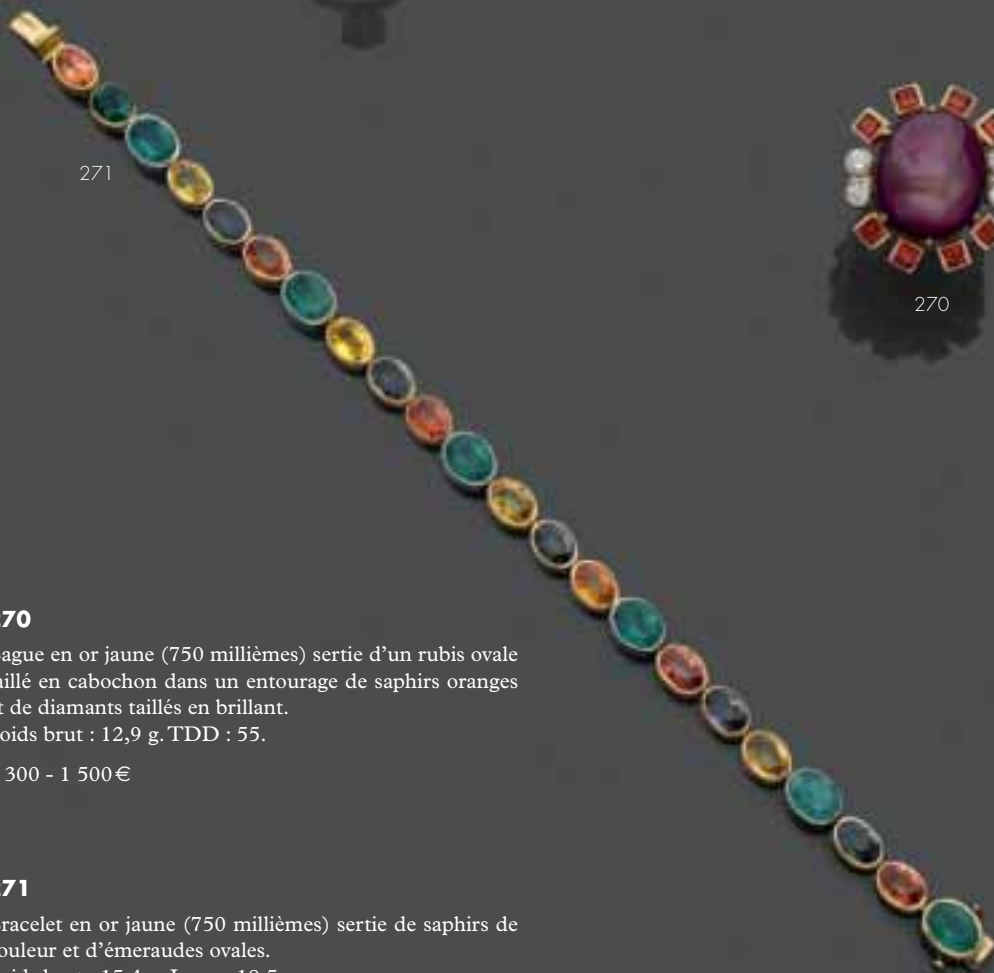 271
270
270
ague en or jaune (750 millièmes) sertie d'un rubis ovale
aillé en cabochon dans un entourage de saphirs oranges
t de diamants taillés en brillant.
oids brut : 12,9 g. TDD : 55.
300 - 1 500 €
271
racelet en or jaune (750 millièmes) sertie de saphirs de
ouleur et d'émeraudes ovales.